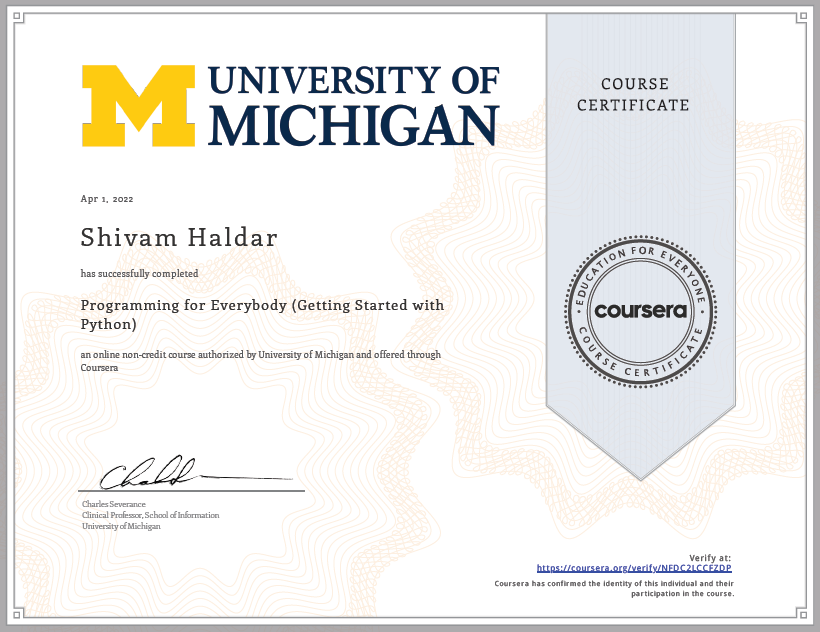 UNIVERSITY OF
MICHIGAN
COURSE
CERTIFICATE
Apr 1, 2022
Shivam Haldar
has successfully completed
Programming for Everybody (Getting Started with
Python)
an online non-credit course authorized by University of Michigan and offered through
Coursera
EDUCATION FOR EVERYONE
coursera
COURSE CERTIFICATE
Charles Severance
Clinical Professor, School of Information
University of Michigan
Verify at:
https://coursera.org/verify/NFDC2LCCFZDP
Coursera has confirmed the identity of this individual and their
participation in the course.